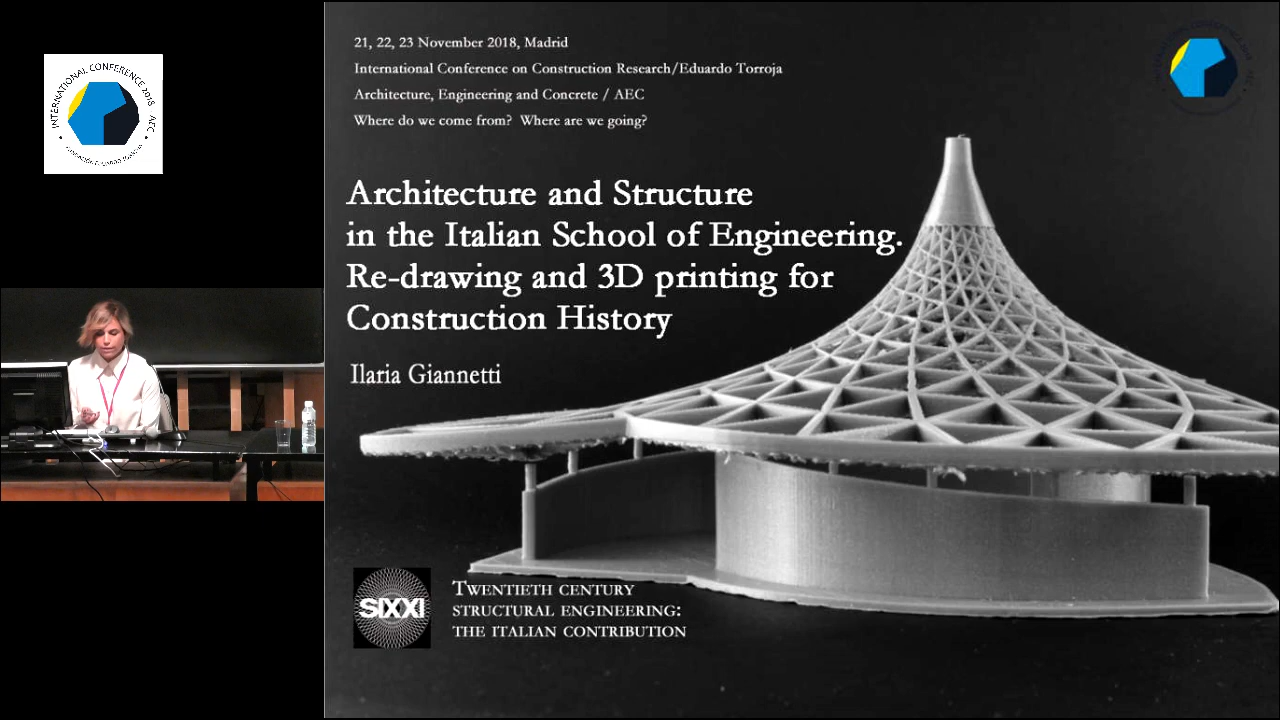 INTERNATIONAL CONFERENCE 2018 AEC
21, 22, 23 November 2018, Madrid
International Conference on Construction Research/Eduardo Torroja
Architecture, Engineering and Concrete / AEC
Where do we come from? Where are we going?
Architecture and Structure
in the Italian School of Engineering.
Re-drawing and 3D printing for
Construction History
Ilaria Giannetti
SIXXI
TWENTIETH CENTURY
STRUCTURAL ENGINEERING:
THE ITALIAN CONTRIBUTION